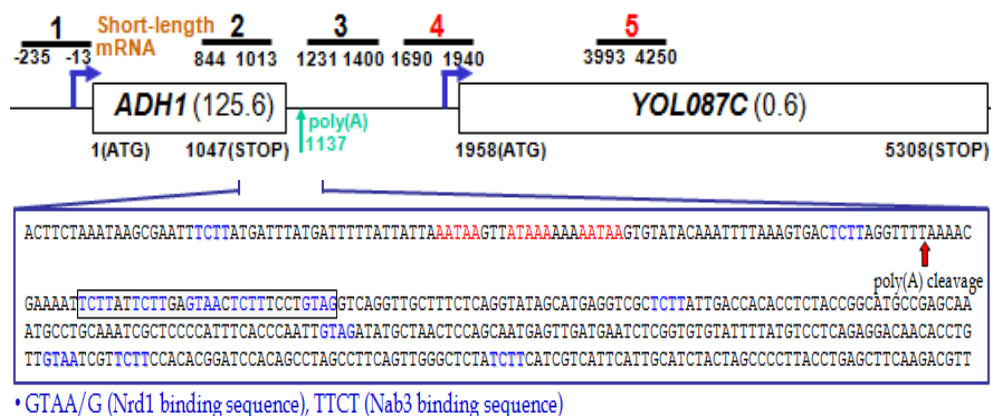 1 Short-length mRNA 2 3 4 5
-235 -13 844 1013 1231 1400 1690 1940 3993 4250
ADH1 (125.6) YOL087C (0.6)
poly(A)
1137
1(ATG) 1047(STOP) 1958(ATG) 5308(STOP)
ACTTCTAAATAAGCGAATTTCTTATGATTTATGATTTTTATTATTAAATAAGTTATAAAAAAAATAAGTGTATACAAATTTTAAAGTGACTCTTAGGTTTTAAAAC
poly(A) cleavage
GAAAATTCTTATTCTTGAGTAACTCTTTCCTGTAGGTCAGGTTGCTTTCTCAGGTATAGCATGAGGTCGCTCTTATTGACCACACCTCTACCGGCATGCCGAGCAA
ATGCCTGCAAATCGCTCCCCATTTCACCCAATTGTAGATATGCTAACTCCAGCAATGAGTTGATGAATCTCGGTGTGTATTTTATGTCCTCAGAGGACAACACCTG
TTGTAATCGTTCTTCCACACGGATCCACAGCCTAGCCTTCAGTTGGGCTCTATCTTCATCGTCATTCATTGCATCTACTAGCCCCTTACCTGAGCTTCAAGACGTT
• GTAA/G (Nrd1 binding sequence), TTCT (Nab3 binding sequence)